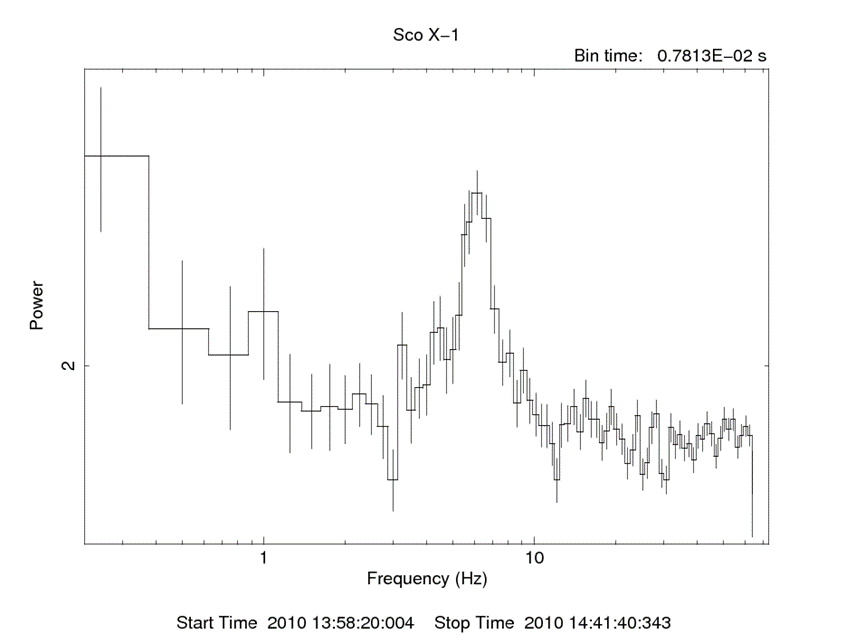 Sco X−1
Bin time: 0.7813E−02 s
Power
2
1 10
Frequency (Hz)
Start Time 2010 13:58:20:004 Stop Time 2010 14:41:40:343